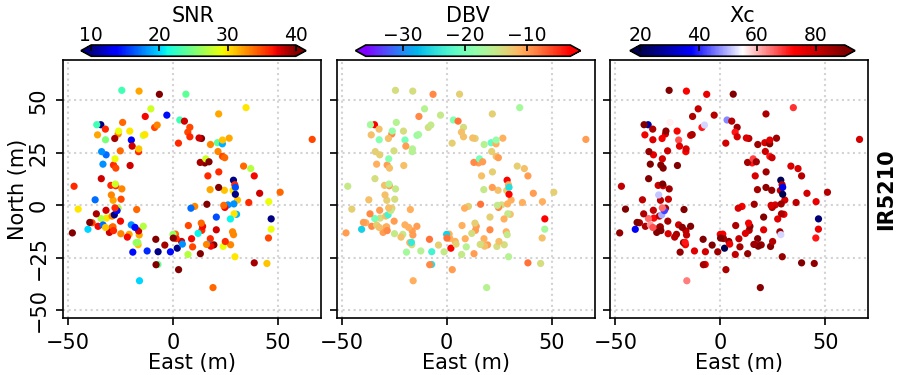 SNR DBV Xc
10 20 30 40 −30 −20 −10 20 40 60 80
50
25
0
−25
−50
North (m)
IR5210
−50 0 50 −50 0 50 −50 0 50
East (m) East (m) East (m)